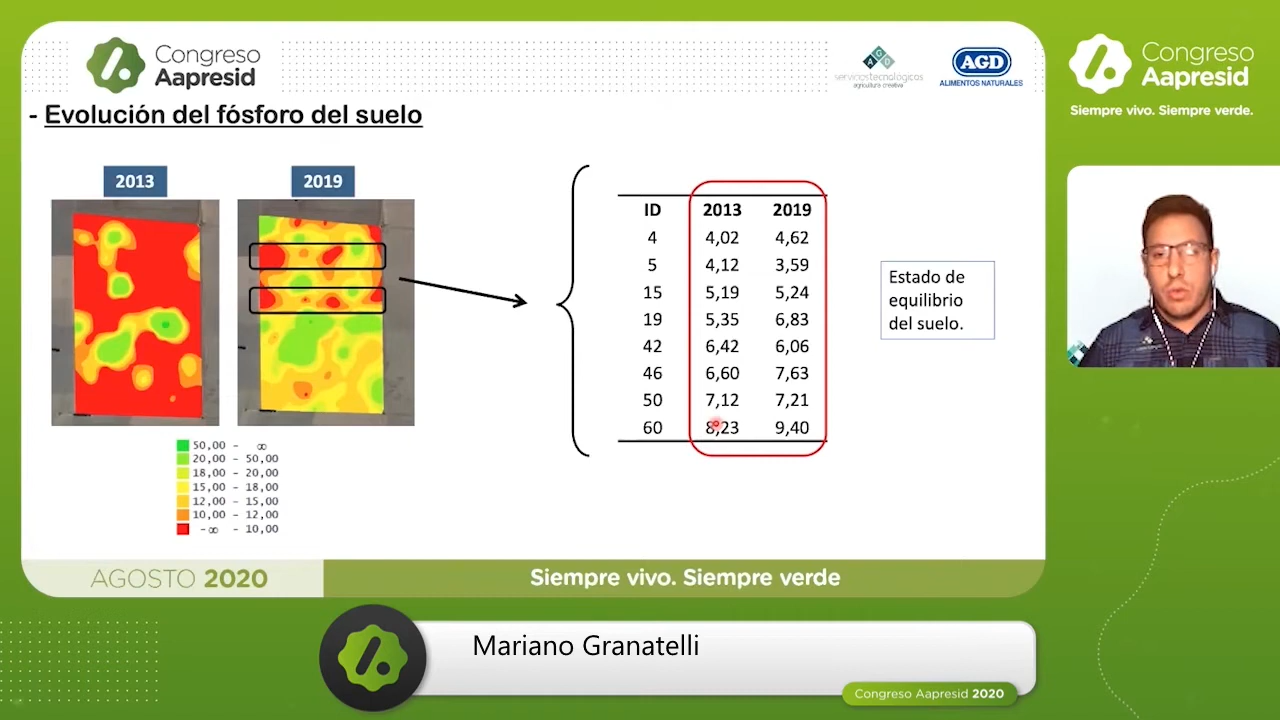 Congreso
Aapresid
AGD
serviciostecnológicos
agricultura creativa
AGD
ALIMENTOS NATURALES
Congreso
Aapresid
Siempre vivo. Siempre verde.
- Evolución del fósforo del suelo
2013
2019
ID 2013 2019
4 4,02 4,62
5 4,12 3,59
15 5,19 5,24
19 5,35 6,83
42 6,42 6,06
46 6,60 7,63
50 7,12 7,21
60 8,23 9,40
Estado de
equilibrio
del suelo.
50,00 - ∞
20,00 - 50,00
18,00 - 20,00
15,00 - 18,00
12,00 - 15,00
10,00 - 12,00
-∞ - 10,00
AGOSTO 2020
Siempre vivo. Siempre verde
Mariano Granatelli
Congreso Aapresid 2020